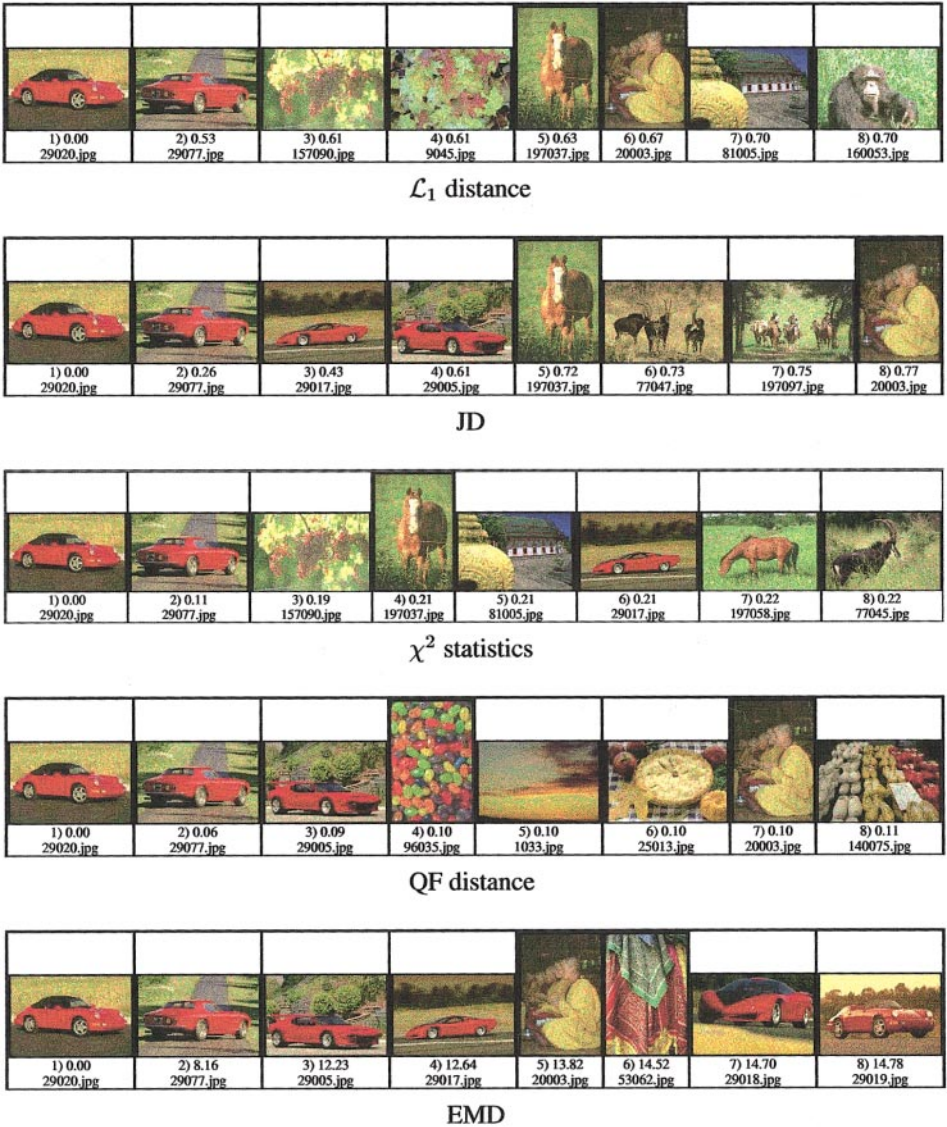 1) 0.00 2) 0.53 3) 0.61 4) 0.61 5) 0.63 6) 0.67 7) 0.70 8) 0.70
29020.jpg 29077.jpg 157090.jpg 9045.jpg 197037.jpg 20003.jpg 81005.jpg 160053.jpg
ℒ₁ distance
1) 0.00 2) 0.26 3) 0.43 4) 0.61 5) 0.72 6) 0.73 7) 0.75 8) 0.77
29020.jpg 29077.jpg 29017.jpg 29005.jpg 197037.jpg 77047.jpg 197097.jpg 20003.jpg
JD
1) 0.00 2) 0.11 3) 0.19 4) 0.21 5) 0.21 6) 0.21 7) 0.22 8) 0.22
29020.jpg 29077.jpg 157090.jpg 197037.jpg 81005.jpg 29017.jpg 197058.jpg 77045.jpg
χ² statistics
1) 0.00 2) 0.06 3) 0.09 4) 0.10 5) 0.10 6) 0.10 7) 0.10 8) 0.11
29020.jpg 29077.jpg 29005.jpg 96035.jpg 1033.jpg 25013.jpg 20003.jpg 140075.jpg
QF distance
1) 0.00 2) 8.16 3) 12.23 4) 12.64 5) 13.82 6) 14.52 7) 14.70 8) 14.78
29020.jpg 29077.jpg 29005.jpg 29017.jpg 20003.jpg 53062.jpg 29018.jpg 29019.jpg
EMD